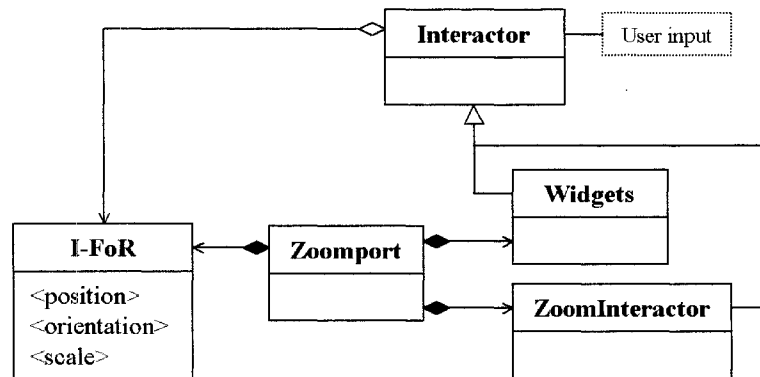 Interactor
User input
Widgets
I-FoR
Zoomport
<position>
<orientation>
<scale>
ZoomInteractor